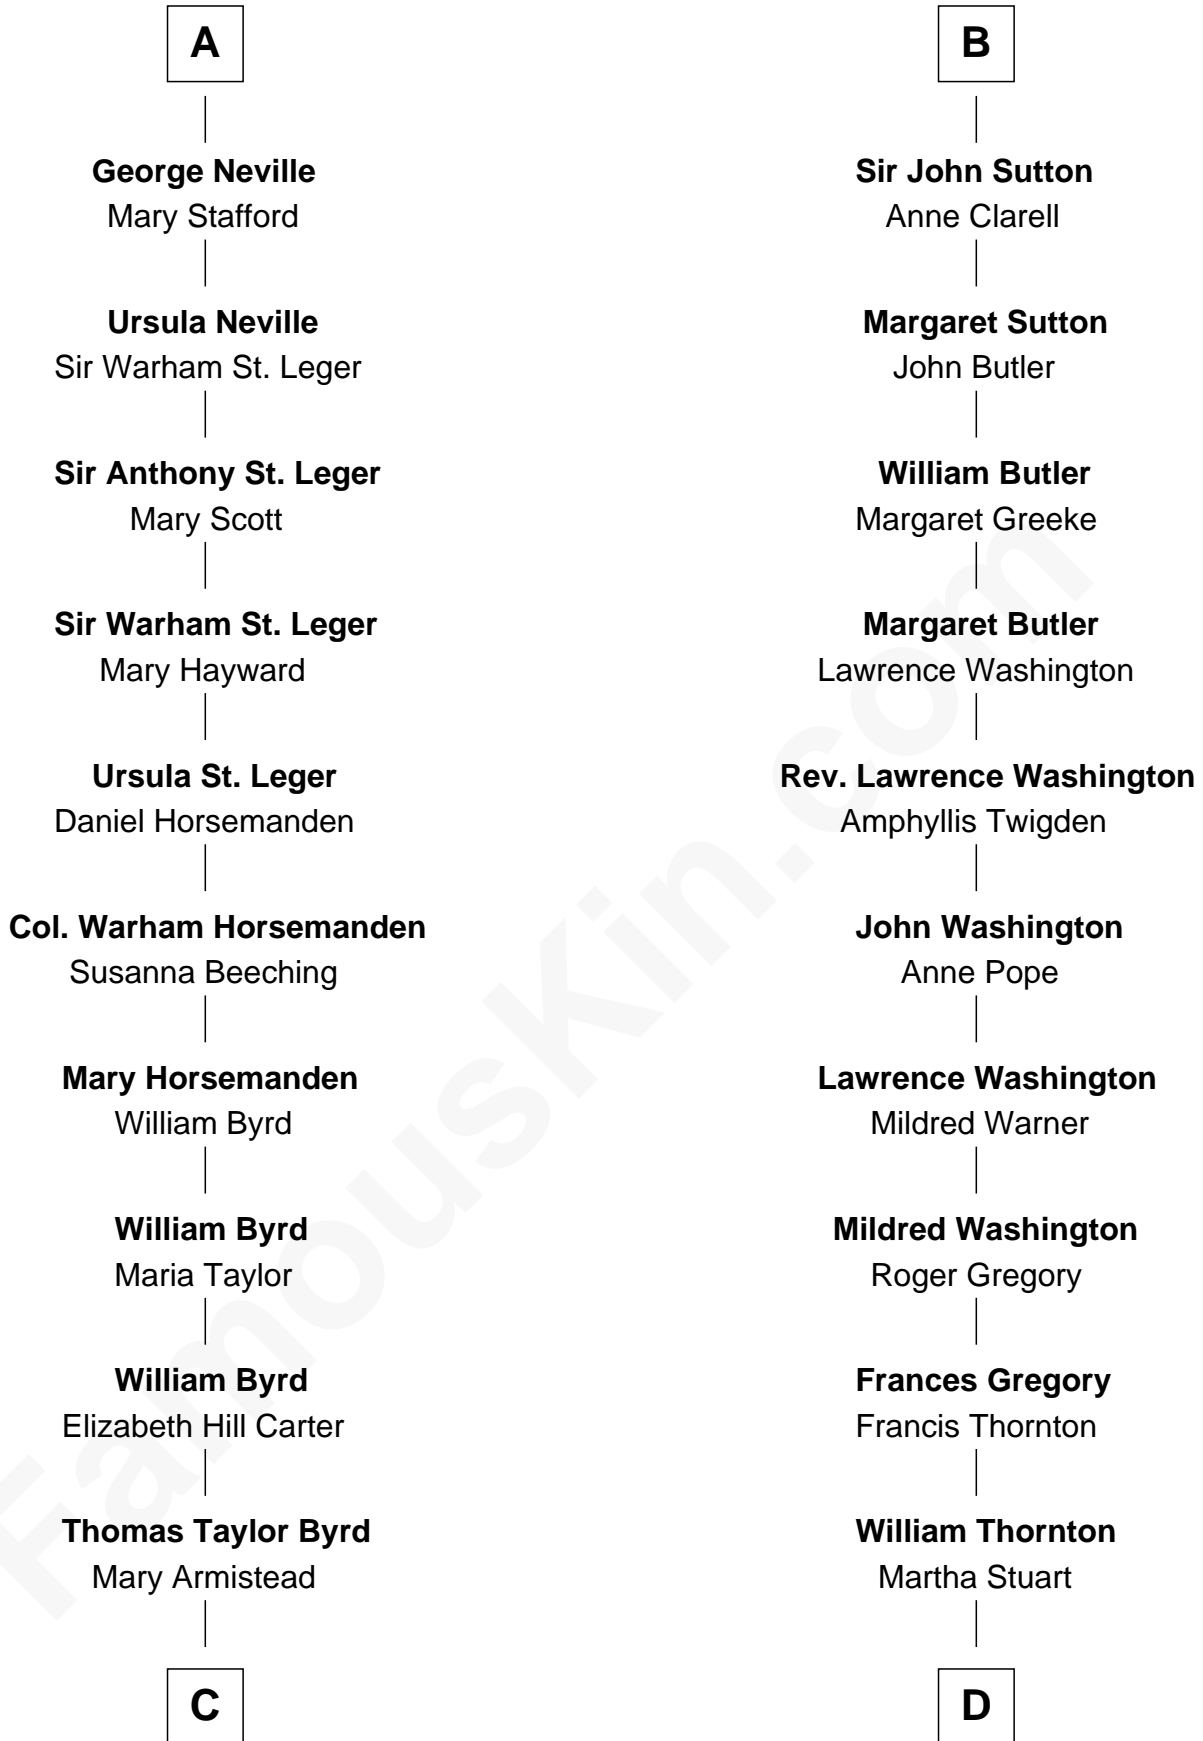 A
George Neville
Mary Stafford
Ursula Neville
Sir Warham St. Leger
Sir Anthony St. Leger
Mary Scott
Sir Warham St. Leger
Mary Hayward
Ursula St. Leger
Daniel Horsemanden
Col. Warham Horsemanden
Susanna Beeching
Mary Horsemanden
William Byrd
William Byrd
Maria Taylor
William Byrd
Elizabeth Hill Carter
Thomas Taylor Byrd
Mary Armistead
C
B
Sir John Sutton
Anne Clarell
Margaret Sutton
John Butler
William Butler
Margaret Greeke
Margaret Butler
Lawrence Washington
Rev. Lawrence Washington
Amphyllis Twigden
John Washington
Anne Pope
Lawrence Washington
Mildred Warner
Mildred Washington
Roger Gregory
Frances Gregory
Francis Thornton
William Thornton
Martha Stuart
D
FamousKin.com